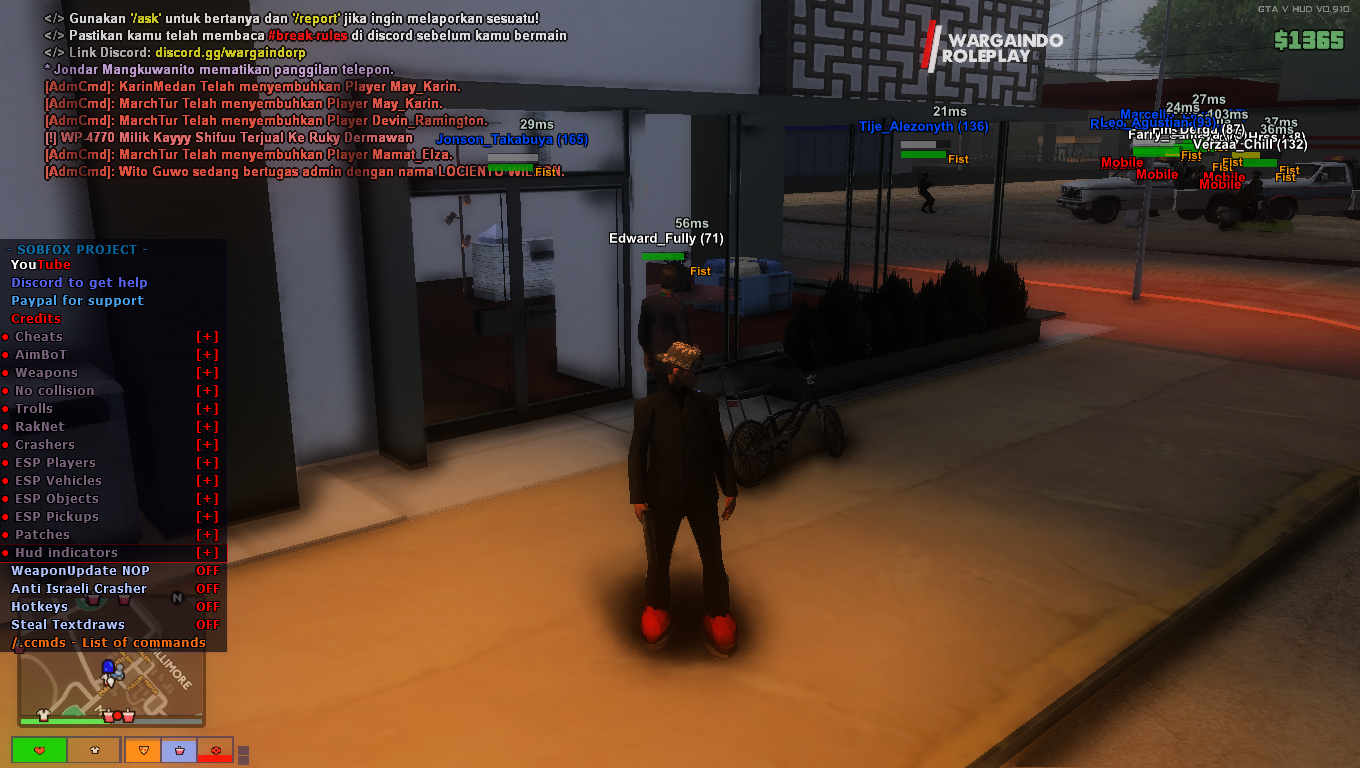 </> Gunakan '/ask' untuk bertanya dan '/report' jika ingin melaporkan sesuatu!
</> Pastikan kamu telah membaca #break-rules di discord sebelum kamu bermain
</> Link Discord: discord.gg/wargaindorp
* Jondar Mangkuwanito mematikan panggilan telepon.
[AdmCmd]: KarinMedan Telah menyembuhkan Player May_Karin.
[AdmCmd]: MarchTur Telah menyembuhkan Player May_Karin.
[AdmCmd]: MarchTur Telah menyembuhkan Player Devin_Ramington.
[!] WP-4770 Milik Kayyy Shifuu Terjual Ke Ruky Dermawan
[AdmCmd]: MarchTur Telah menyembuhkan Player Mamat_Elza.
[AdmCmd]: Wito Guwo sedang bertugas admin dengan nama LOCIENTO
GTA V HUD V0.910
$1365
WARGAINDO
ROLEPLAY
29ms
Jonson_Takabuya (165)
Fist
56ms
Edward_Fully (71)
Fist
21ms
Tije_Alezonyth (136)
Fist
27ms
24ms
103ms
37ms
36ms
Verzaa_Chill (132)
Fist
Fist
Fist
Fist
Fist
Mobile
Mobile
Mobile
Mobile
- SOBFOX PROJECT -
YouTube
Discord to get help
Paypal for support
Credits
Cheats [+]
AimBoT [+]
Weapons [+]
No collision [+]
Trolls [+]
RakNet [+]
Crashers [+]
ESP Players [+]
ESP Vehicles [+]
ESP Objects [+]
ESP Pickups [+]
Patches [+]
Hud indicators [+]
WeaponUpdate NOP OFF
Anti Israeli Crasher OFF
Hotkeys OFF
Steal Textdraws OFF
/.ccmds - List of commands
N